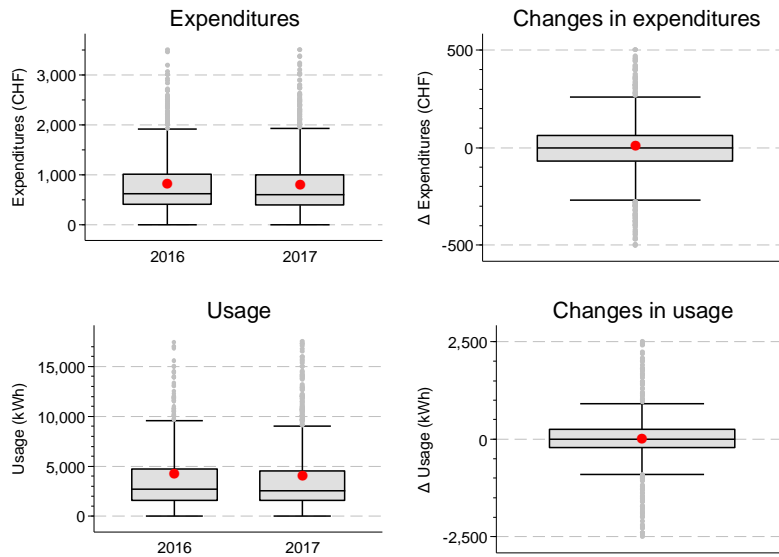 Expenditures
Expenditures (CHF)
3,000
2,000
1,000
0
2016
2017
Changes in expenditures
Δ Expenditures (CHF)
500
0
-500
Usage
Usage (kWh)
15,000
10,000
5,000
0
2016
2017
Changes in usage
Δ Usage (kWh)
2,500
0
-2,500